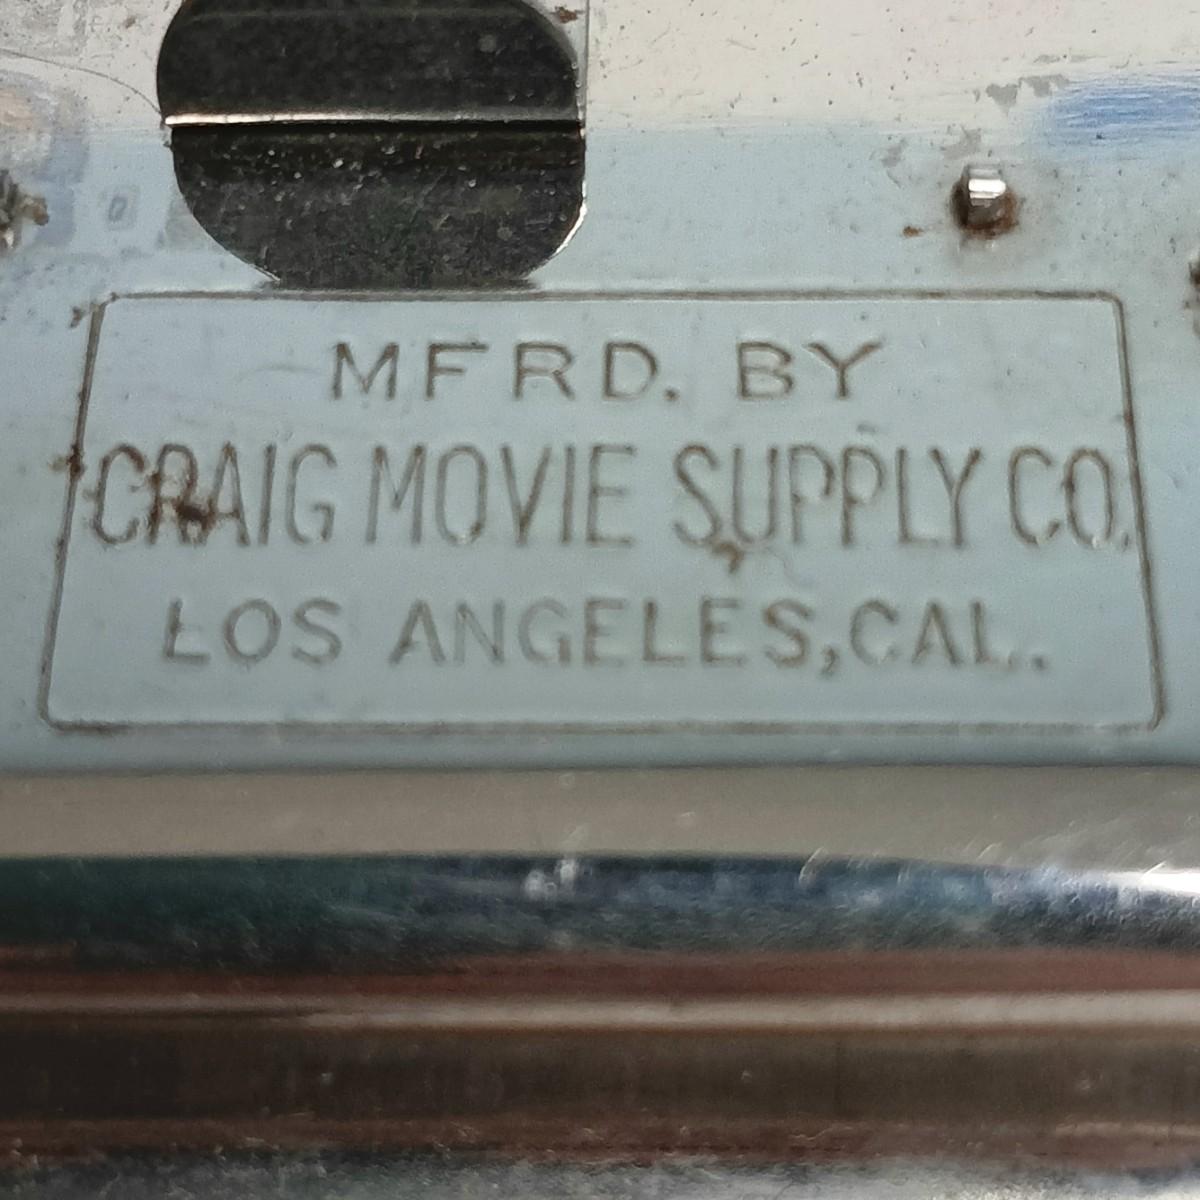 MFRD. BY
CRAIG MOVIE SUPPLY CO.
LOS ANGELES, CAL.